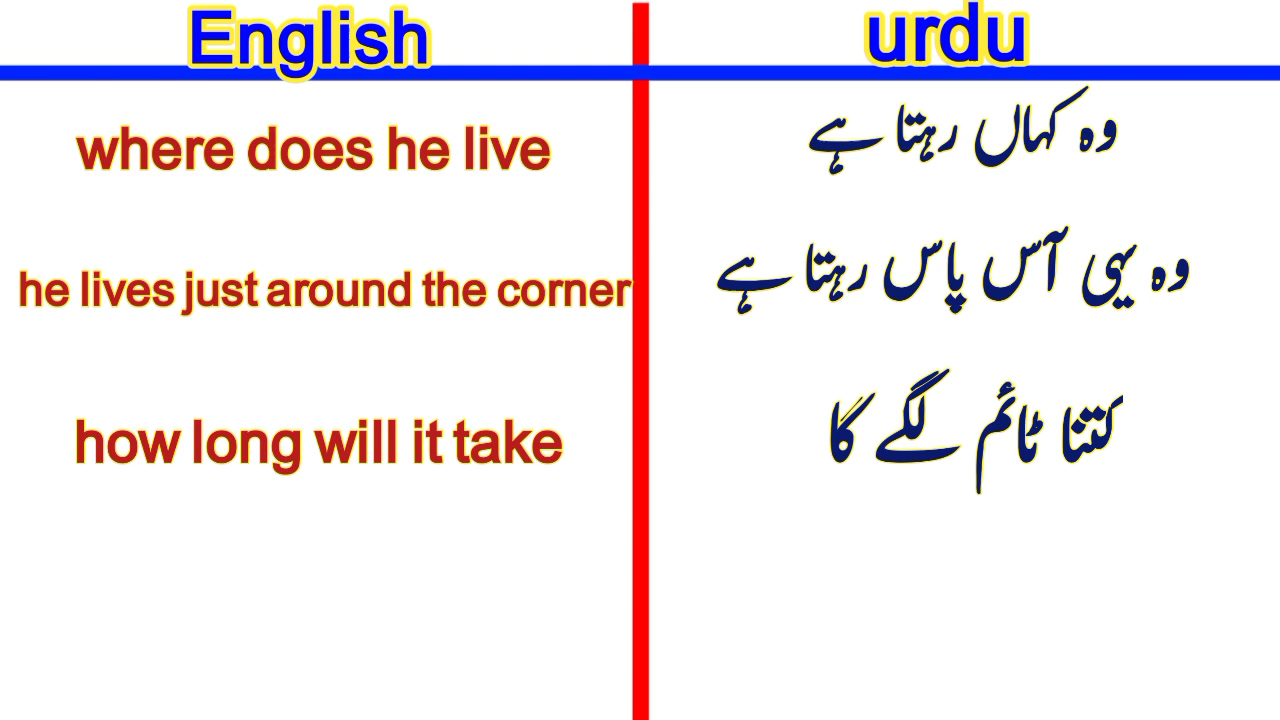 English
urdu
where does he live
وہ کہاں رہتا ہے
he lives just around the corner
وہ یہی آس پاس رہتا ہے
how long will it take
کتنا ٹائم لگے گا